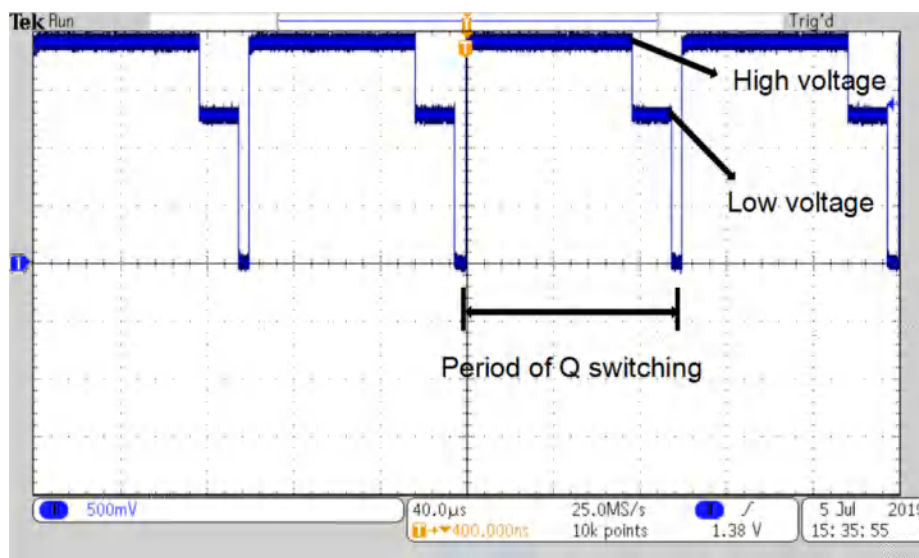 Tek Run Trig'd
T
T
High voltage
Low voltage
T
Period of Q switching
500mV 40.0µs 25.0MS/s 5 Jul 2019
T→▼400.000ns 10k points 1.38 V 15:35:55